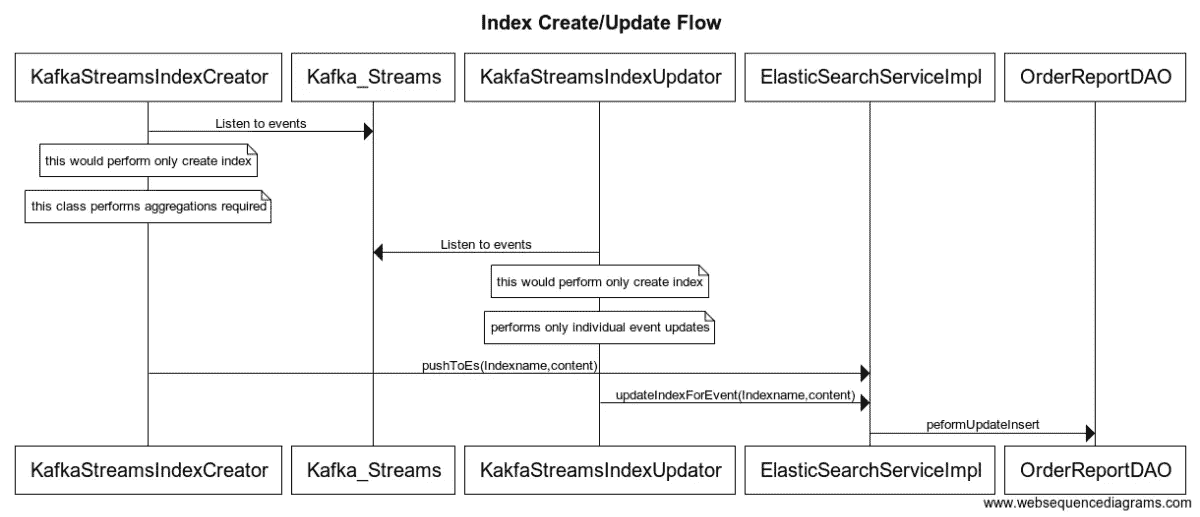 Index Create/Update Flow
KafkaStreamsIndexCreator
Kafka_Streams
KakfaStreamsIndexUpdator
ElasticSearchServiceImpl
OrderReportDAO
Listen to events
this would perform only create index
this class performs aggregations required
Listen to events
this would perform only create index
performs only individual event updates
pushToEs(Indexname,content)
updateIndexForEvent(Indexname,content)
peformUpdateInsert
KafkaStreamsIndexCreator
Kafka_Streams
KakfaStreamsIndexUpdator
ElasticSearchServiceImpl
OrderReportDAO
www.websequencediagrams.com